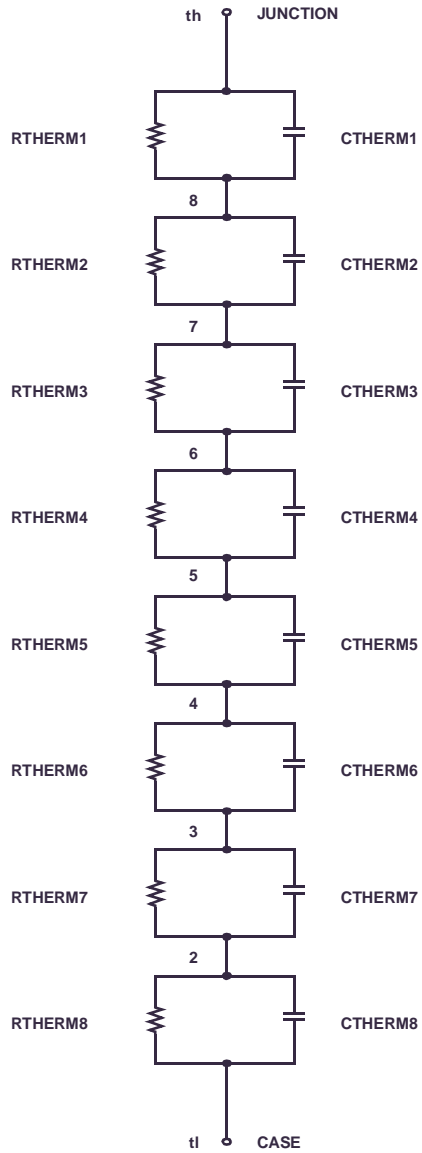 th JUNCTION
RTHERM1 CTHERM1
8
RTHERM2 CTHERM2
7
RTHERM3 CTHERM3
6
RTHERM4 CTHERM4
5
RTHERM5 CTHERM5
4
RTHERM6 CTHERM6
3
RTHERM7 CTHERM7
2
RTHERM8 CTHERM8
tl CASE